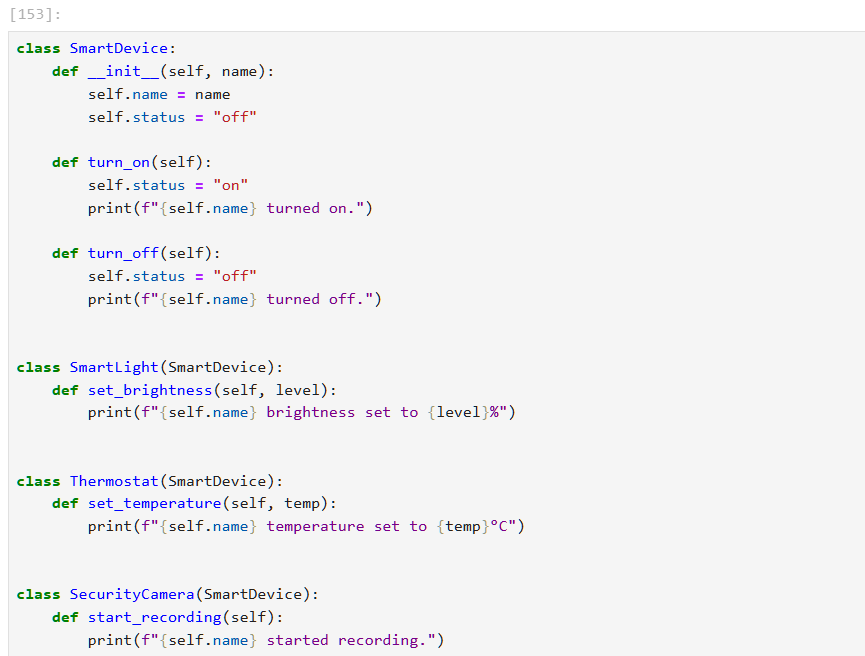 [153]:
class SmartDevice:
    def __init__(self, name):
        self.name = name
        self.status = "off"

    def turn_on(self):
        self.status = "on"
        print(f"{self.name} turned on.")

    def turn_off(self):
        self.status = "off"
        print(f"{self.name} turned off.")


class SmartLight(SmartDevice):
    def set_brightness(self, level):
        print(f"{self.name} brightness set to {level}%")


class Thermostat(SmartDevice):
    def set_temperature(self, temp):
        print(f"{self.name} temperature set to {temp}°C")


class SecurityCamera(SmartDevice):
    def start_recording(self):
        print(f"{self.name} started recording.")